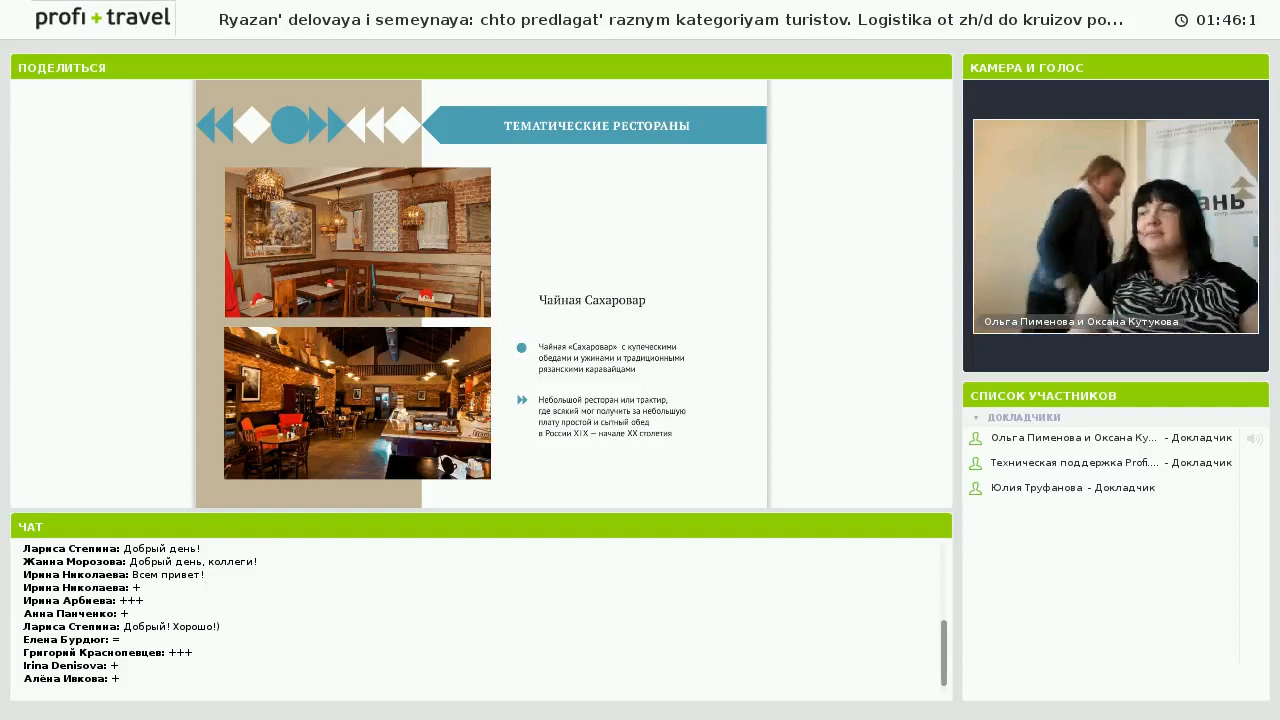 profi + travel
Ryazan' delovaya i semeynaya: chto predlagat' raznym kategoriyam turistov. Logistika ot zh/d do kruizov po...
01:46:1
ПОДЕЛИТЬСЯ
ТЕМАТИЧЕСКИЕ РЕСТОРАНЫ
Чайная Сахаровар
Чайная «Сахаровар» с купеческими
обедами и ужинами и традиционными
рязанскими каравайцами
Небольшой ресторан или трактир,
где всякий мог получить за небольшую
плату простой и сытный обед
в России XIX — начале XX столетия
КАМЕРА И ГОЛОС
ань
Ольга Пименова и Оксана Кутукова
СПИСОК УЧАСТНИКОВ
ДОКЛАДЧИКИ
Ольга Пименова и Оксана Ку... - Докладчик
Техническая поддержка Profi.... - Докладчик
Юлия Труфанова - Докладчик
ЧАТ
Лариса Степина: Добрый день!
Жанна Морозова: Добрый день, коллеги!
Ирина Николаева: Всем привет!
Ирина Николаева: +
Ирина Арбиева: +++
Анна Панченко: +
Лариса Степина: Добрый! Хорошо!)
Елена Бурдюг: =
Григорий Краснопевцев: +++
Irina Denisova: +
Алёна Ивкова: +